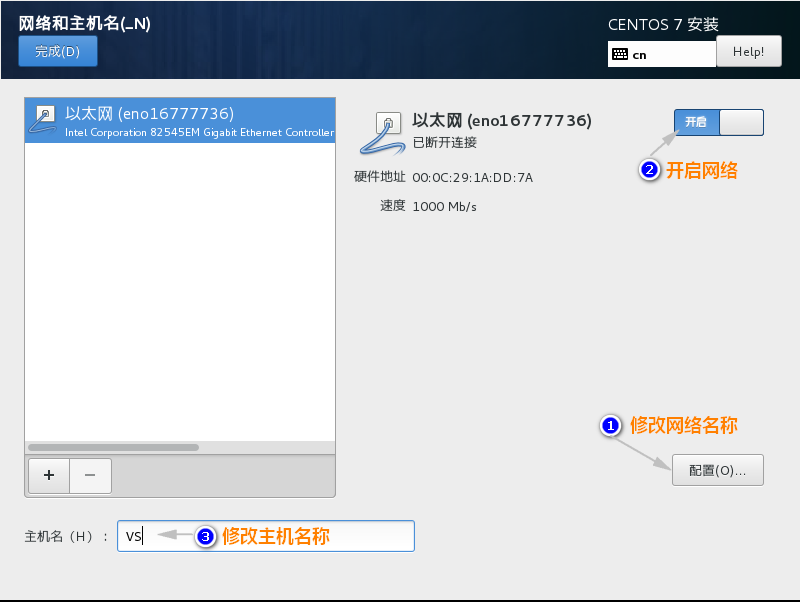 网络和主机名(_N)
完成(D)
CENTOS 7 安装
cn
Help!
以太网 (eno16777736)
Intel Corporation 82545EM Gigabit Ethernet Controller
以太网 (eno16777736)
已断开连接
开启
2 开启网络
硬件地址 00:0C:29:1A:DD:7A
速度 1000 Mb/s
1 修改网络名称
配置(O)...
+ −
主机名（H）： vs
3 修改主机名称